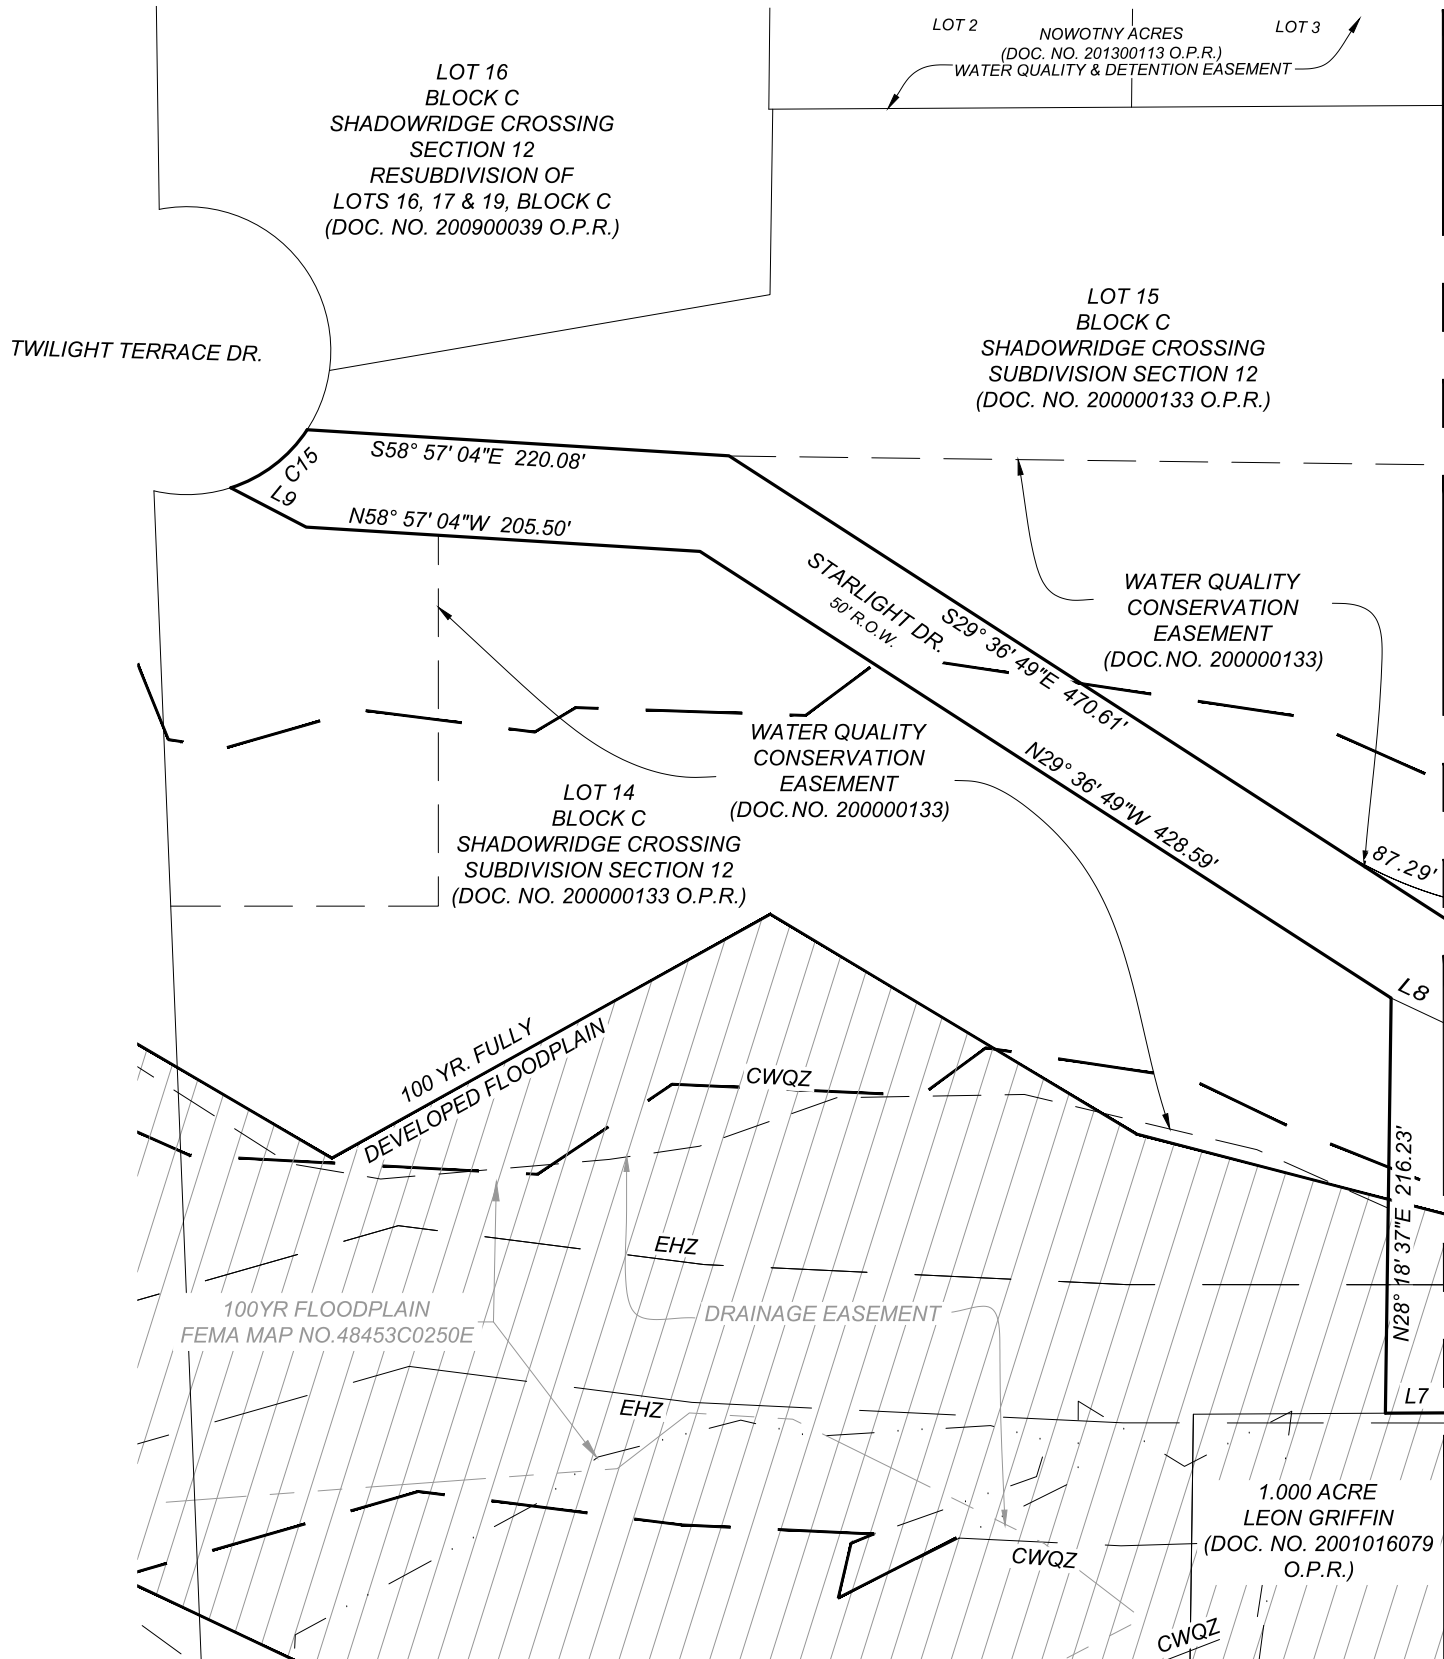 LOT 2
NOWOTNY ACRES
LOT 3
(DOC. NO. 201300113 O.P.R.)
WATER QUALITY & DETENTION EASEMENT
LOT 16
BLOCK C
SHADOWRIDGE CROSSING
SECTION 12
RESUBDIVISION OF
LOTS 16, 17 & 19, BLOCK C
(DOC. NO. 200900039 O.P.R.)
LOT 15
BLOCK C
SHADOWRIDGE CROSSING
SUBDIVISION SECTION 12
(DOC. NO. 200000133 O.P.R.)
TWILIGHT TERRACE DR.
C15
S58° 57' 04"E 220.08'
L9
N58° 57' 04"W 205.50'
STARLIGHT DR.
50' R.O.W.
S29° 36' 49"E 470.61'
WATER QUALITY
CONSERVATION
EASEMENT
(DOC.NO. 200000133)
WATER QUALITY
CONSERVATION
EASEMENT
(DOC.NO. 200000133)
N29° 36' 49"W 428.59'
LOT 14
BLOCK C
SHADOWRIDGE CROSSING
SUBDIVISION SECTION 12
(DOC. NO. 200000133 O.P.R.)
87.29'
L8
100 YR. FULLY
DEVELOPED FLOODPLAIN
CWQZ
N28° 18' 37"E 216.23'
EHZ
100YR FLOODPLAIN
FEMA MAP NO.48453C0250E
DRAINAGE EASEMENT
L7
EHZ
1.000 ACRE
LEON GRIFFIN
(DOC. NO. 2001016079
O.P.R.)
CWQZ
CWQZ